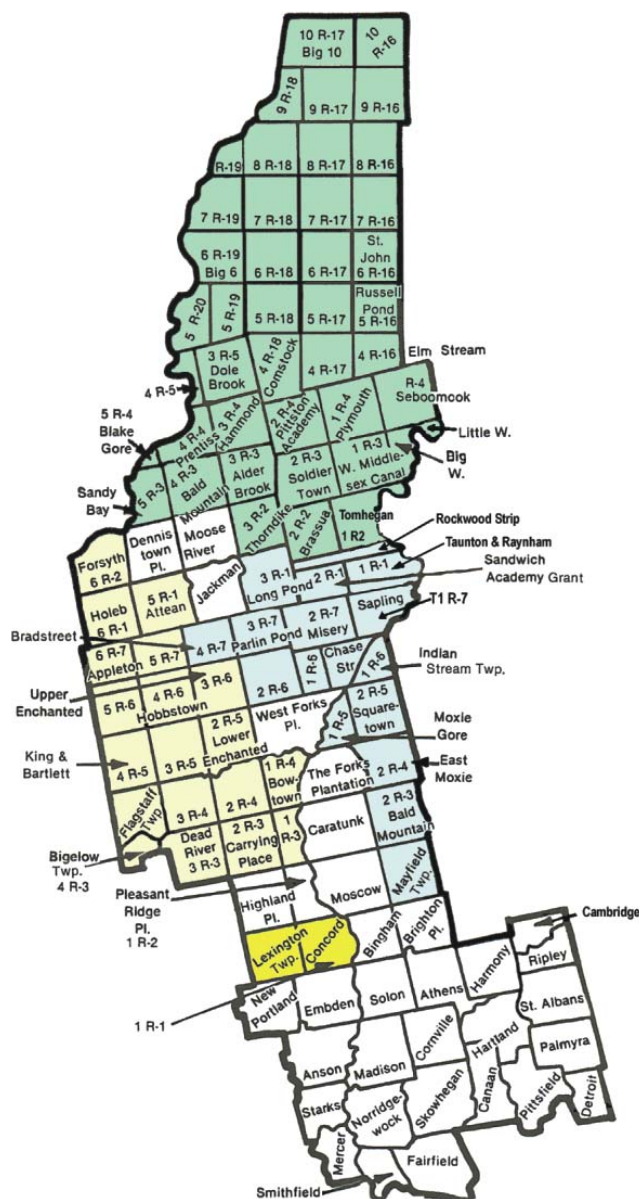 10 R-17
Big 10
10
R-16
9 R-18
9 R-17
9 R-16
R-19
8 R-18
8 R-17
8 R-16
7 R-19
7 R-18
7 R-17
7 R-16
6 R-19
Big 6
6 R-18
6 R-17
St.
John
6 R-16
5 R-20
5 R-19
5 R-18
5 R-17
Russell
Pond
5 R-16
4 R-5
3 R-5
Dole
Brook
4 R-18
Comstock
4 R-17
4 R-16
Elm Stream
5 R-4
Blake
Gore
4 R-4
Prentiss
3 R-4
Hammond
2 R-4
Pittston
Academy
1 R-4
Plymouth
R-4
Seboomook
Little W.
Sandy
Bay
5 R-3
4 R-3
Bald
Mountain
3 R-3
Alder
Brook
2 R-3
Soldier
Town
1 R-3
W. Middle-
sex Canal
Big
W.
Dennis
town
Pl.
Moose
River
3 R-2
Thorndike
2 R-2
Brassua
Tomhegan
1 R2
Rockwood Strip
Taunton & Raynham
Forsyth
6 R-2
Jackman
3 R-1
Long Pond
2 R-1
1 R-1
Sandwich
Academy Grant
Holeb
6 R-1
5 R-1
Attean
Bradstreet
4 R-7
3 R-7
Parlin Pond
2 R-7
Misery
Sapling
T1 R-7
6 R-7
Appleton
5 R-7
Upper
Enchanted
5 R-6
4 R-6
Hobbstown
3 R-6
2 R-6
1 R-6
Chase
Str.
1 R-6
Indian
Stream Twp.
King &
Bartlett
4 R-5
3 R-5
2 R-5
Lower
Enchanted
West Forks
Pl.
1 R-5
2 R-5
Square-
town
Moxie
Gore
Flagstaff
Twp.
3 R-4
2 R-4
1 R-4
Bow-
town
The Forks
Plantation
2 R-4
East
Moxie
Bigelow
Twp.
4 R-3
Dead
River
3 R-3
2 R-3
Carrying
Place
1
R-3
Caratunk
2 R-3
Bald
Mountain
Pleasant
Ridge
Pl.
1 R-2
Highland
Pl.
Moscow
Mayfield Twp.
Lexington
Twp.
Concord
Bingham
Brighton
Pl.
Cambridge
Harmony
Ripley
1 R-1
New
Portland
Embden
Solon
Athens
St. Albans
Anson
Madison
Cornville
Hartland
Palmyra
Starks
Norridge-
wock
Skowhegan
Canaan
Pittsfield
Detroit
Mercer
Fairfield
Smithfield